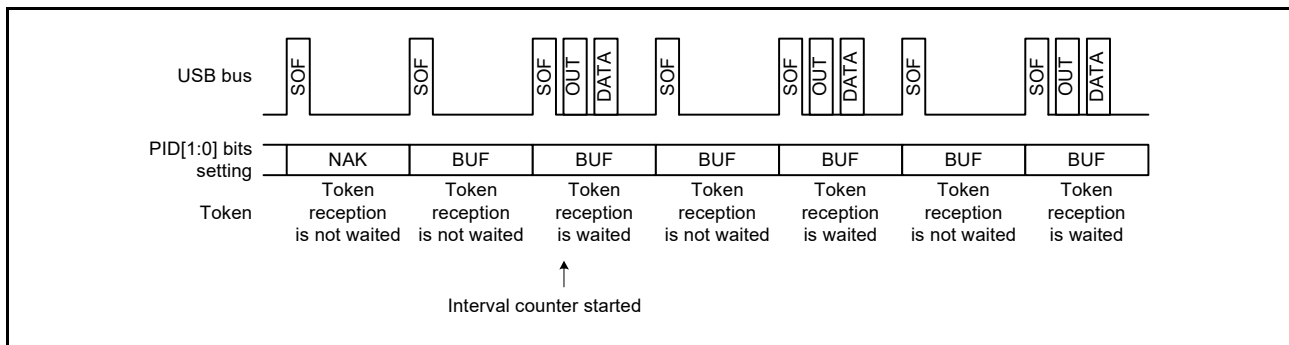 USB bus
SOF
SOF
SOF
OUT
DATA
SOF
SOF
OUT
DATA
SOF
SOF
OUT
DATA
PID[1:0] bits
setting
NAK
BUF
BUF
BUF
BUF
BUF
BUF
Token
Token
reception
is not waited
Token
reception
is not waited
Token
reception
is waited
Token
reception
is not waited
Token
reception
is waited
Token
reception
is not waited
Token
reception
is waited
Interval counter started